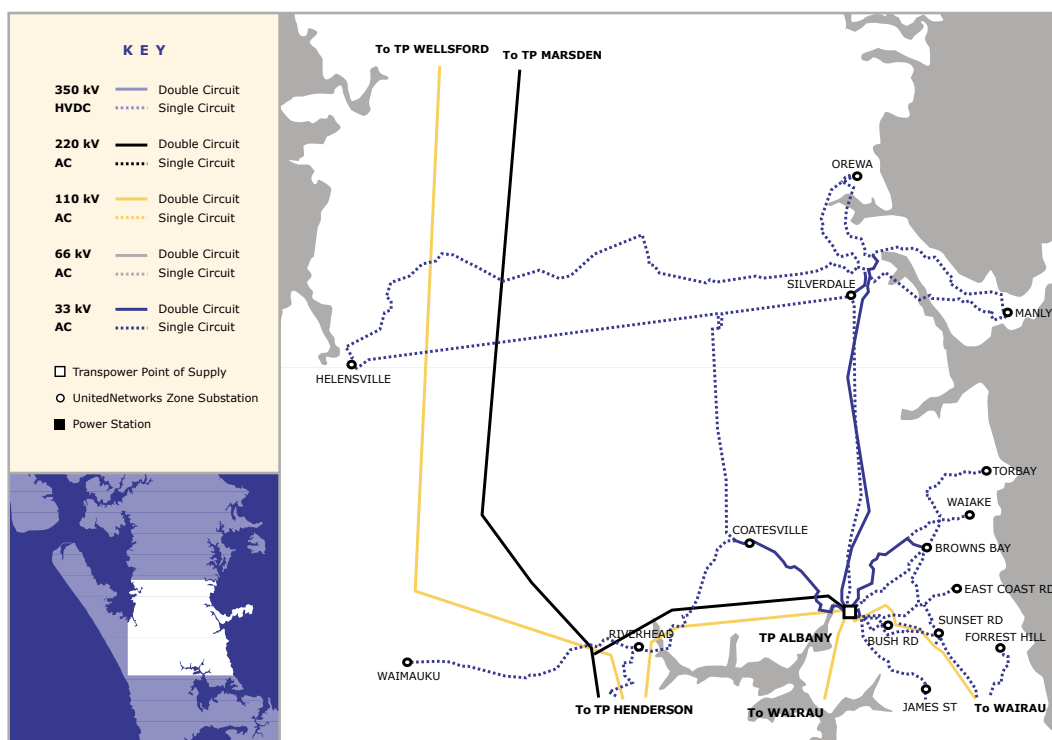 KEY
350 kV Double Circuit
HVDC Single Circuit
220 kV Double Circuit
AC Single Circuit
110 kV Double Circuit
AC Single Circuit
66 kV Double Circuit
AC Single Circuit
33 kV Double Circuit
AC Single Circuit
Transpower Point of Supply
UnitedNetworks Zone Substation
Power Station
To TP WELLSFORD
To TP MARSDEN
OREWA
SILVERDALE
MANLY
HELENSVILLE
TORBAY
WAIAKE
COATESVILLE
BROWNS BAY
EAST COAST RD
SUNSET RD
RIVERHEAD
TP ALBANY
BUSH RD
FORREST HILL
WAIMAUKU
To TP HENDERSON
To WAIRAU
JAMES ST
To WAIRAU